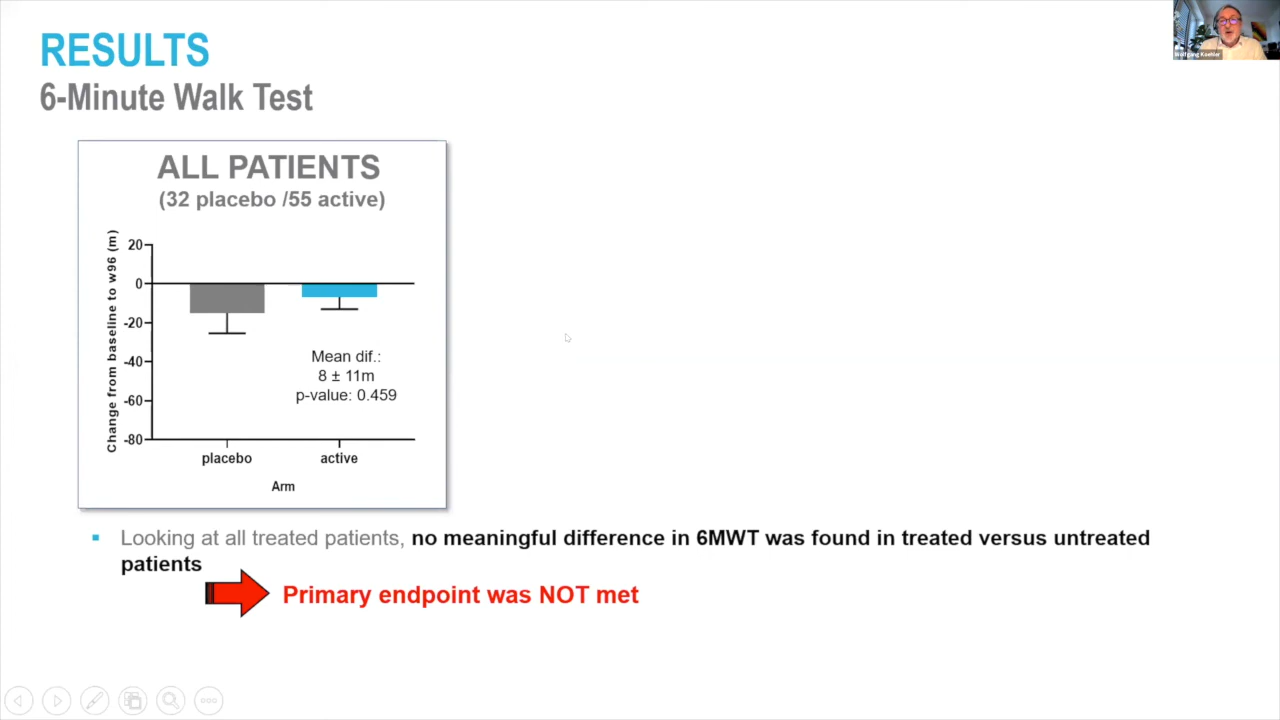 RESULTS
6-Minute Walk Test
Wolfgang Koehler
ALL PATIENTS
(32 placebo /55 active)
Change from baseline to w96 (m)
20
0
-20
-40
-60
-80
Mean dif.:
8 ± 11m
p-value: 0.459
placebo
active
Arm
▪ Looking at all treated patients, no meaningful difference in 6MWT was found in treated versus untreated
patients
Primary endpoint was NOT met